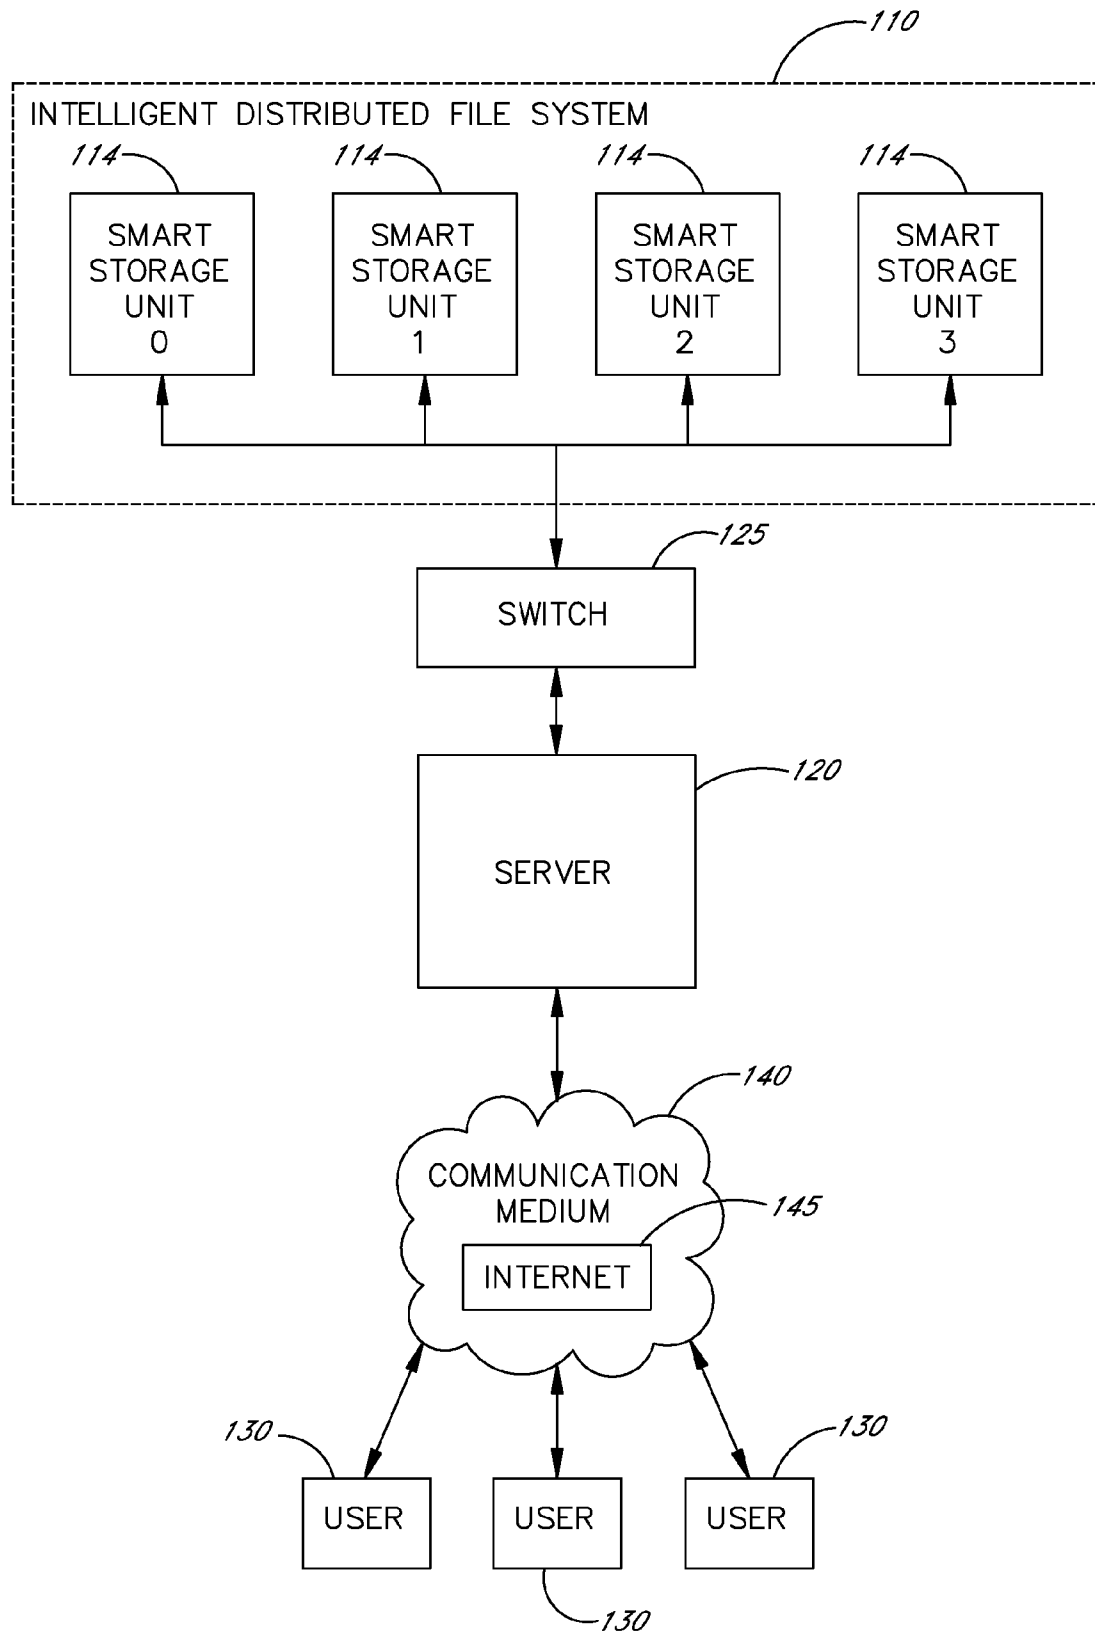 110
INTELLIGENT DISTRIBUTED FILE SYSTEM
114 114 114 114
SMART
STORAGE
UNIT
0
SMART
STORAGE
UNIT
1
SMART
STORAGE
UNIT
2
SMART
STORAGE
UNIT
3
125
SWITCH
120
SERVER
140
COMMUNICATION
MEDIUM
145
INTERNET
130 130
USER USER USER
130